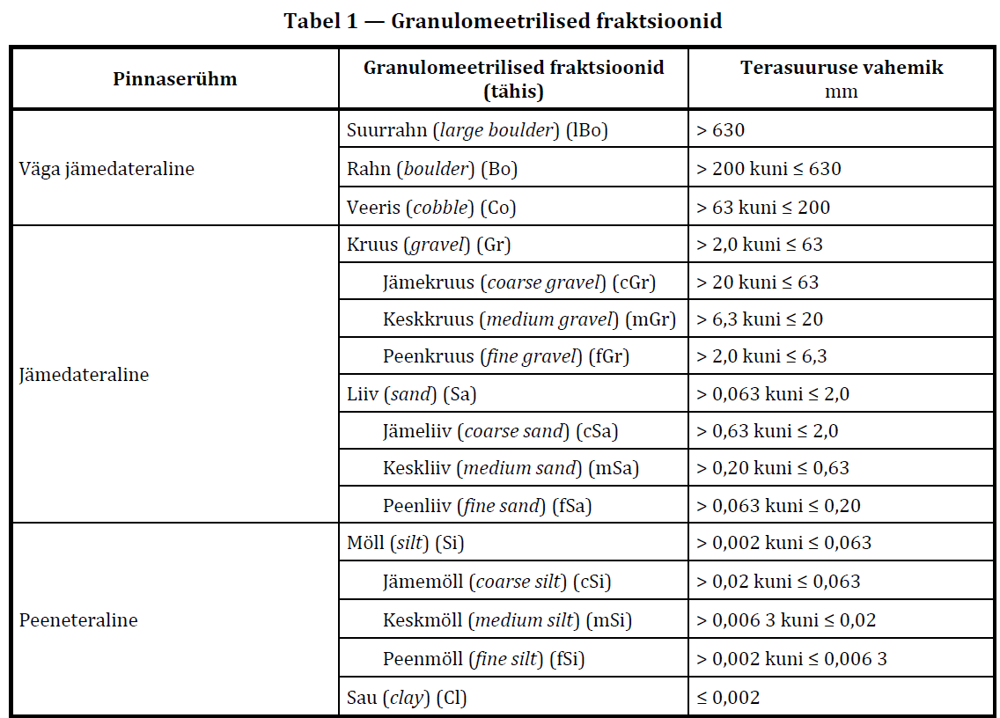 Tabel 1 — Granulomeetrilised fraktsioonid
Pinnaserühm
Granulomeetrilised fraktsioonid
(tähis)
Terasuuruse vahemik
mm
Väga jämedateraline
Suurrahn (large boulder) (lBo)
> 630
Rahn (boulder) (Bo)
> 200 kuni ≤ 630
Veeris (cobble) (Co)
> 63 kuni ≤ 200
Jämedateraline
Kruus (gravel) (Gr)
> 2,0 kuni ≤ 63
Jämekruus (coarse gravel) (cGr)
> 20 kuni ≤ 63
Keskkruus (medium gravel) (mGr)
> 6,3 kuni ≤ 20
Peenkruus (fine gravel) (fGr)
> 2,0 kuni ≤ 6,3
Liiv (sand) (Sa)
> 0,063 kuni ≤ 2,0
Jämeliiv (coarse sand) (cSa)
> 0,63 kuni ≤ 2,0
Keskliiv (medium sand) (mSa)
> 0,20 kuni ≤ 0,63
Peenliiv (fine sand) (fSa)
> 0,063 kuni ≤ 0,20
Peeneteraline
Möll (silt) (Si)
> 0,002 kuni ≤ 0,063
Jämemöll (coarse silt) (cSi)
> 0,02 kuni ≤ 0,063
Keskmöll (medium silt) (mSi)
> 0,006 3 kuni ≤ 0,02
Peenmöll (fine silt) (fSi)
> 0,002 kuni ≤ 0,006 3
Sau (clay) (Cl)
≤ 0,002